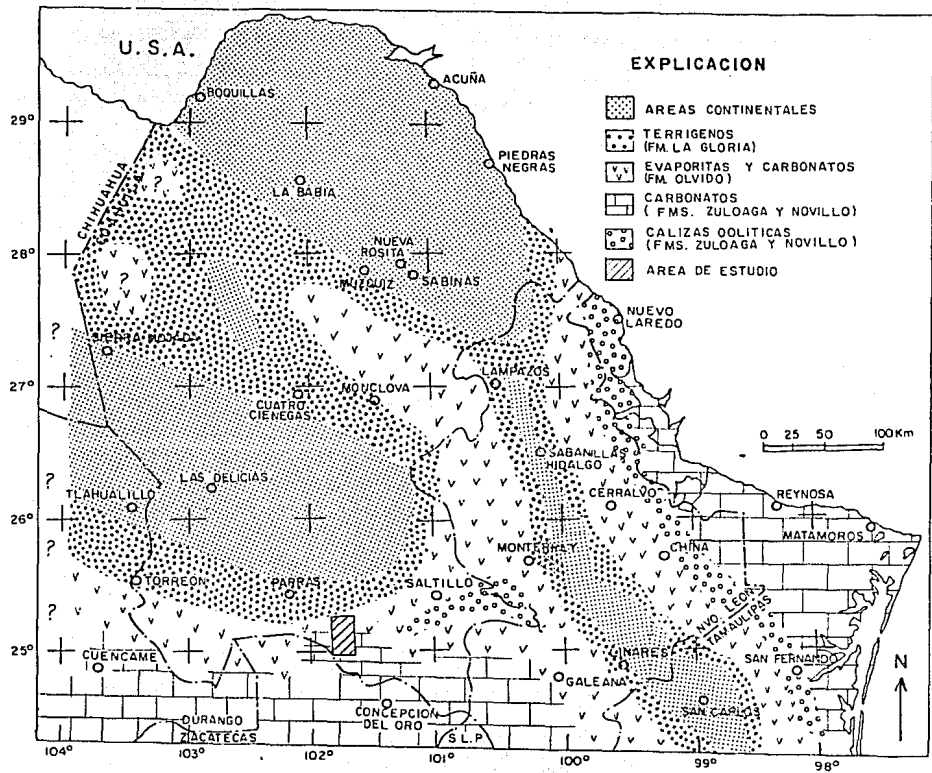 U.S.A.
BOQUILLAS
ACUÑA
PIEDRAS
NEGRAS
CHIHUAHUA
COAHUILA
?
LA BABIA
NUEVA
ROSITA
MUZQUIZ
SABINAS
?
?
NUEVO
LAREDO
LAMPAZOS
MONCLOVA
CUATRO
CIENEGAS
SABINAS
HIDALGO
LAS DELICIAS
?
TLAHUALILLO
CERRALVO
REYNOSA
MATAMOROS
?
MONTERREY
CHINA
TORREON
PARRAS
SALTILLO
?
NVO LEON
TAMAULIPAS
LINARES
SAN FERNANDO
CUENCAME
GALEANA
SAN CARLOS
CONCEPCION
DEL ORO
DURANGO
ZACATECAS
S.L.P.
EXPLICACION
AREAS CONTINENTALES
TERRIGENOS
(FM. LA GLORIA)
EVAPORITAS Y CARBONATOS
(FM. OLVIDO)
CARBONATOS
(FMS. ZULOAGA Y NOVILLO)
CALIZAS OOLITICAS
(FMS. ZULOAGA Y NOVILLO)
AREA DE ESTUDIO
0 25 50 100 Km
N
29°
28°
27°
26°
25°
104° 103° 102° 101° 100° 99° 98°